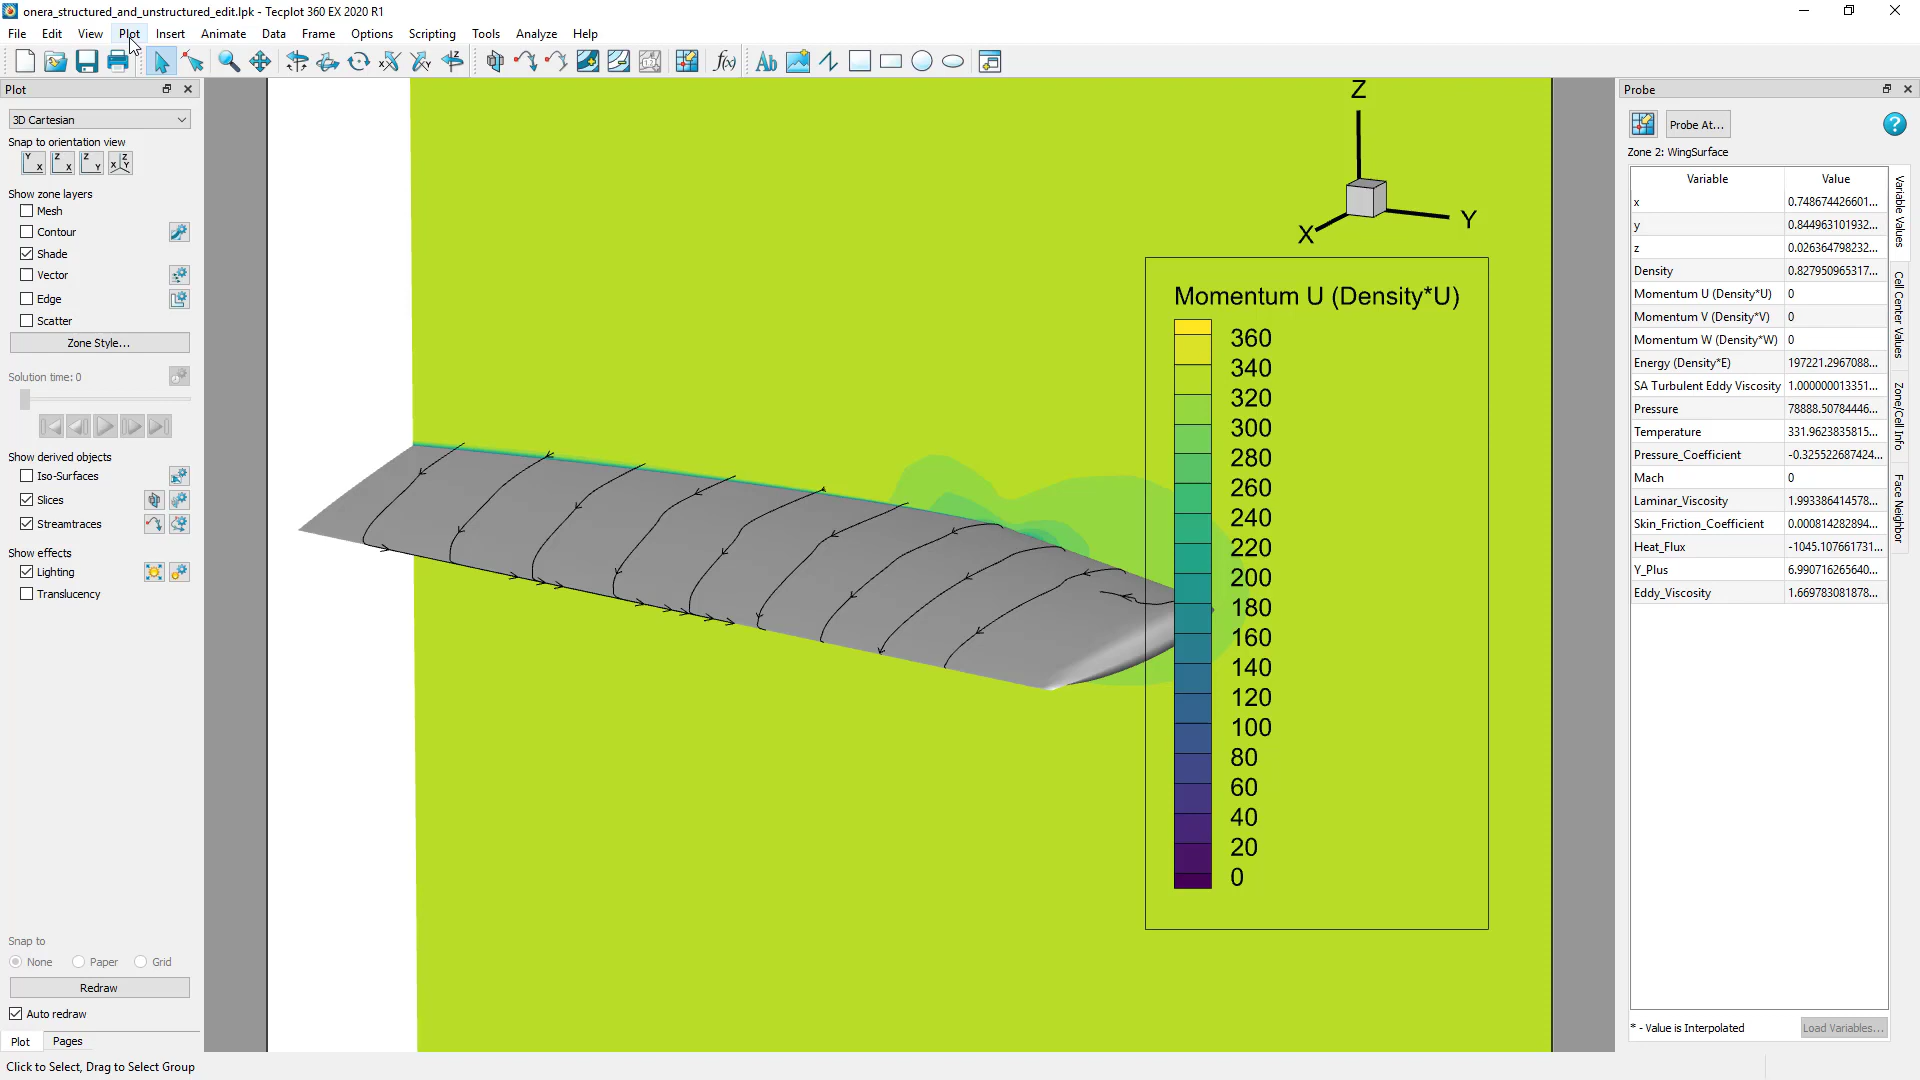 onera_structured_and_unstructured_edit.lpk - Tecplot 360 EX 2020 R1
File Edit View Plot Insert Animate Data Frame Options Scripting Tools Analyze Help
Plot
3D Cartesian
Snap to orientation view
Y X Z X Z Y X Z Y
Show zone layers
Mesh
Contour
Shade
Vector
Edge
Scatter
Zone Style...
Solution time: 0
Show derived objects
Iso-Surfaces
Slices
Streamtraces
Show effects
Lighting
Translucency
Snap to
None Paper Grid
Redraw
Auto redraw
Plot Pages
Click to Select, Drag to Select Group
Z
X
Y
Momentum U (Density*U)
360
340
320
300
280
260
240
220
200
180
160
140
120
100
80
60
40
20
0
Probe
Probe At...
Zone 2: WingSurface
Variable Value
x 0.748674426601...
y 0.844963101932...
z 0.026364798232...
Density 0.827950965317...
Momentum U (Density*U) 0
Momentum V (Density*V) 0
Momentum W (Density*W) 0
Energy (Density*E) 197221.2967088...
SA Turbulent Eddy Viscosity 1.000000013351...
Pressure 78888.50784446...
Temperature 331.9623835815...
Pressure_Coefficient -0.325522687424...
Mach 0
Laminar_Viscosity 1.993386414578...
Skin_Friction_Coefficient 0.000814282894...
Heat_Flux -1045.107661731...
Y_Plus 6.990716265640...
Eddy_Viscosity 1.669783081878...
Variable Values
Cell Center Values
Zone/Cell Info
Face Neighbor
* - Value is Interpolated
Load Variables...